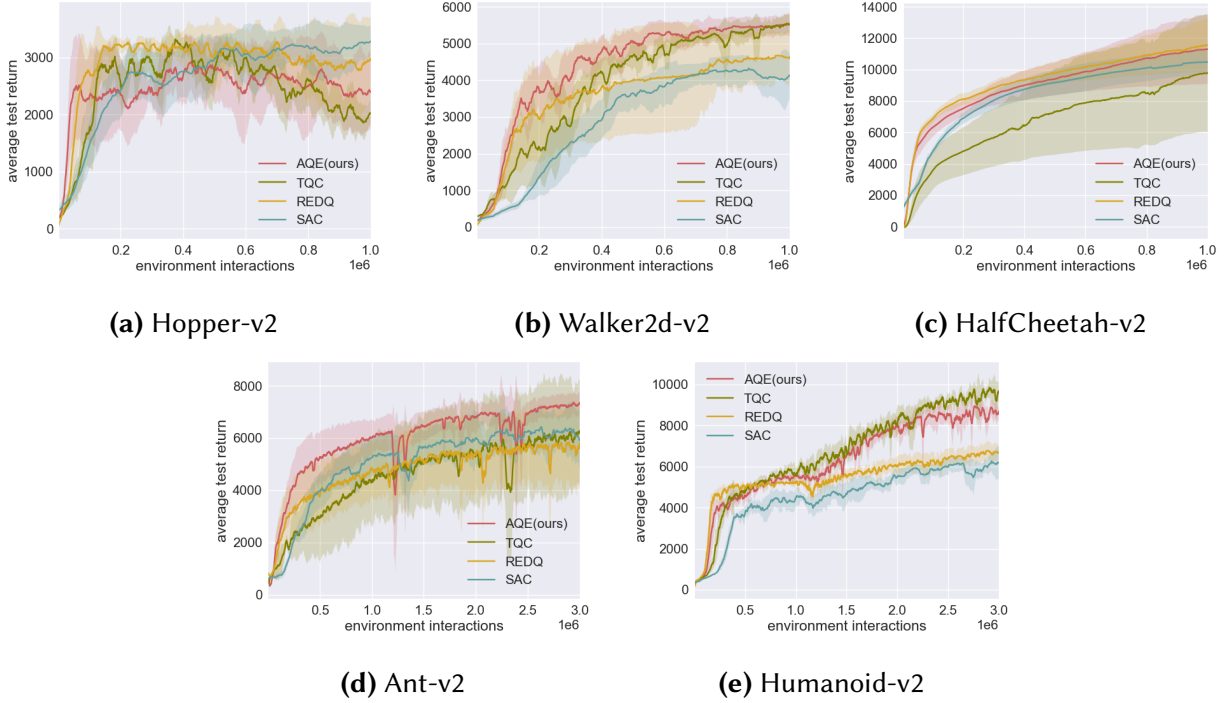 average test return
3000
2000
1000
0
AQE(ours)
TQC
REDQ
SAC
0.2 0.4 0.6 0.8 1.0
environment interactions
1e6
(a) Hopper-v2
average test return
6000
5000
4000
3000
2000
1000
0
AQE(ours)
TQC
REDQ
SAC
0.2 0.4 0.6 0.8 1.0
environment interactions
1e6
(b) Walker2d-v2
average test return
14000
12000
10000
8000
6000
4000
2000
0
AQE(ours)
TQC
REDQ
SAC
0.2 0.4 0.6 0.8 1.0
environment interactions
1e6
(c) HalfCheetah-v2
average test return
8000
6000
4000
2000
0
AQE(ours)
TQC
REDQ
SAC
0.5 1.0 1.5 2.0 2.5 3.0
environment interactions
1e6
(d) Ant-v2
average test return
10000
8000
6000
4000
2000
0
AQE(ours)
TQC
REDQ
SAC
0.5 1.0 1.5 2.0 2.5 3.0
environment interactions
1e6
(e) Humanoid-v2